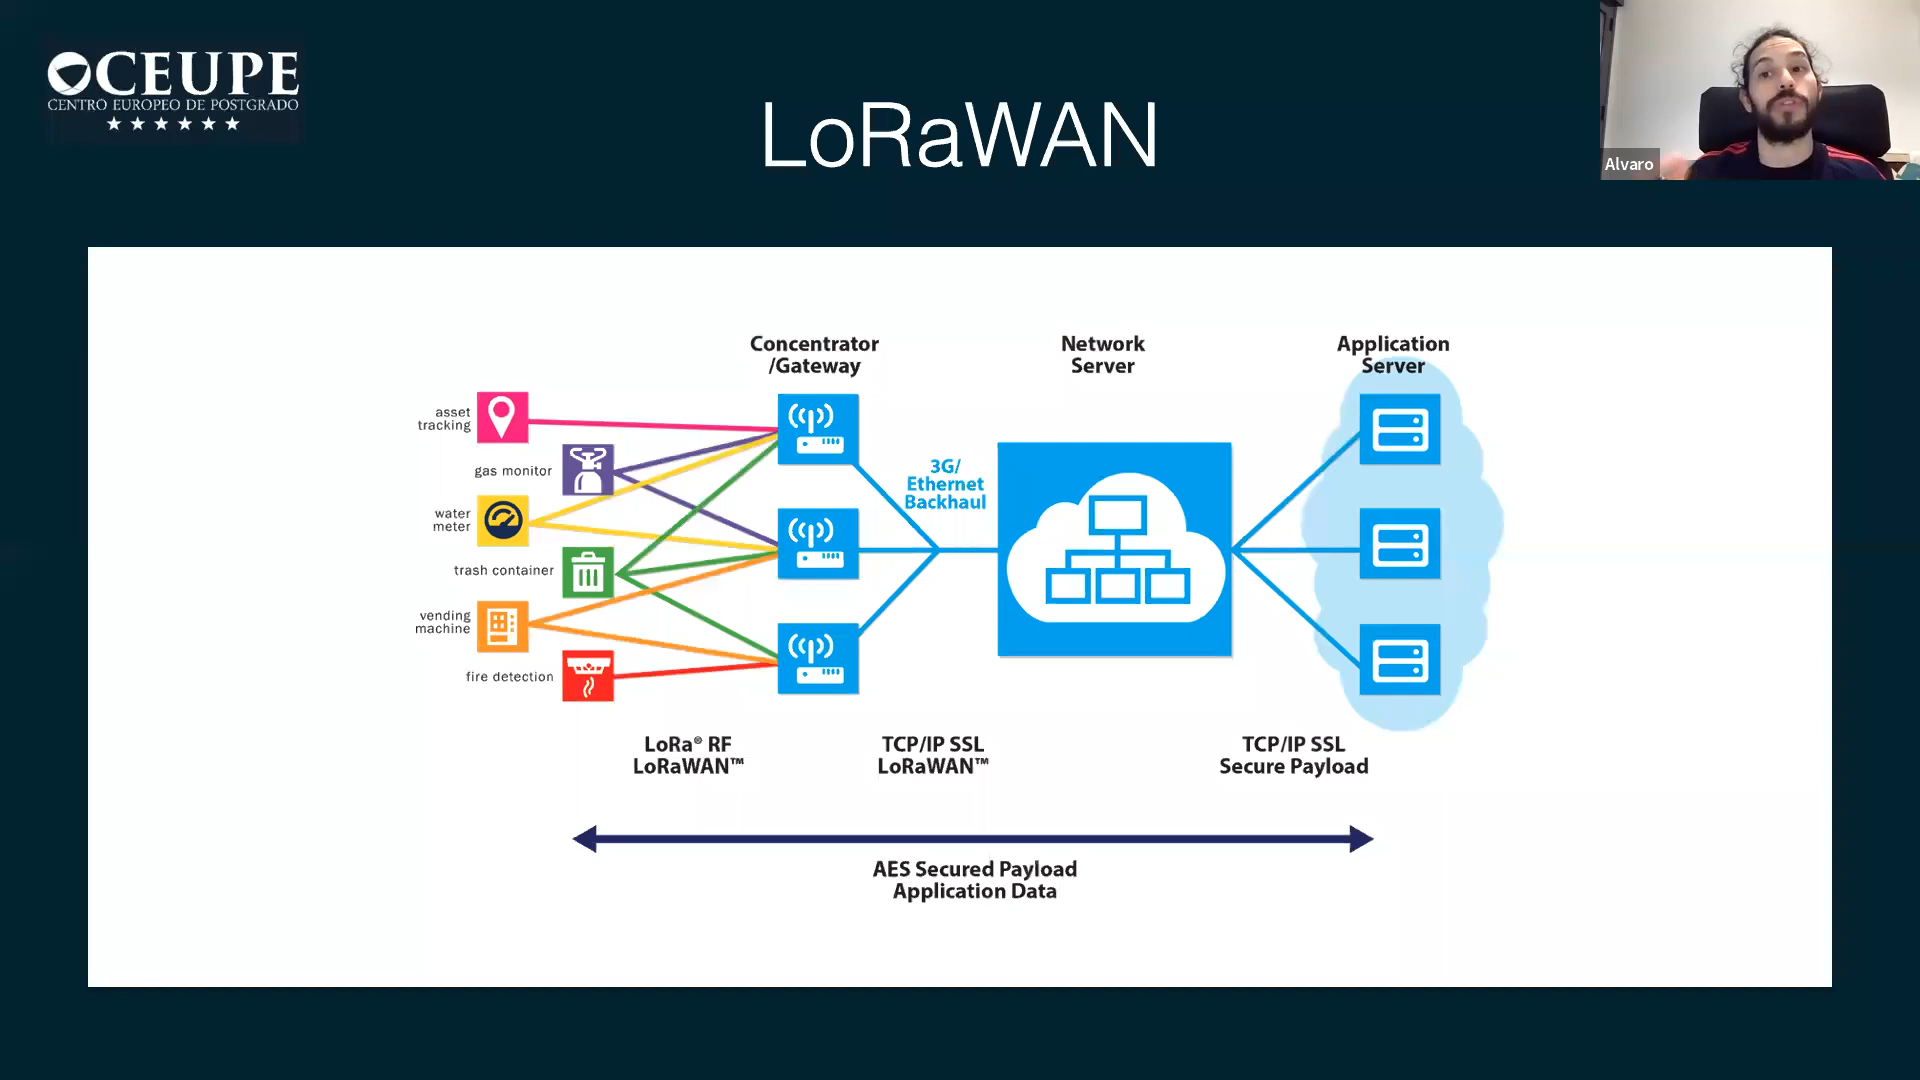 CEUPE
CENTRO EUROPEO DE POSTGRADO
LoRaWAN
Alvaro
Concentrator
/Gateway
Network
Server
Application
Server
asset
tracking
gas monitor
water
meter
trash container
vending
machine
fire detection
3G/
Ethernet
Backhaul
LoRa® RF
LoRaWAN™
TCP/IP SSL
LoRaWAN™
TCP/IP SSL
Secure Payload
AES Secured Payload
Application Data